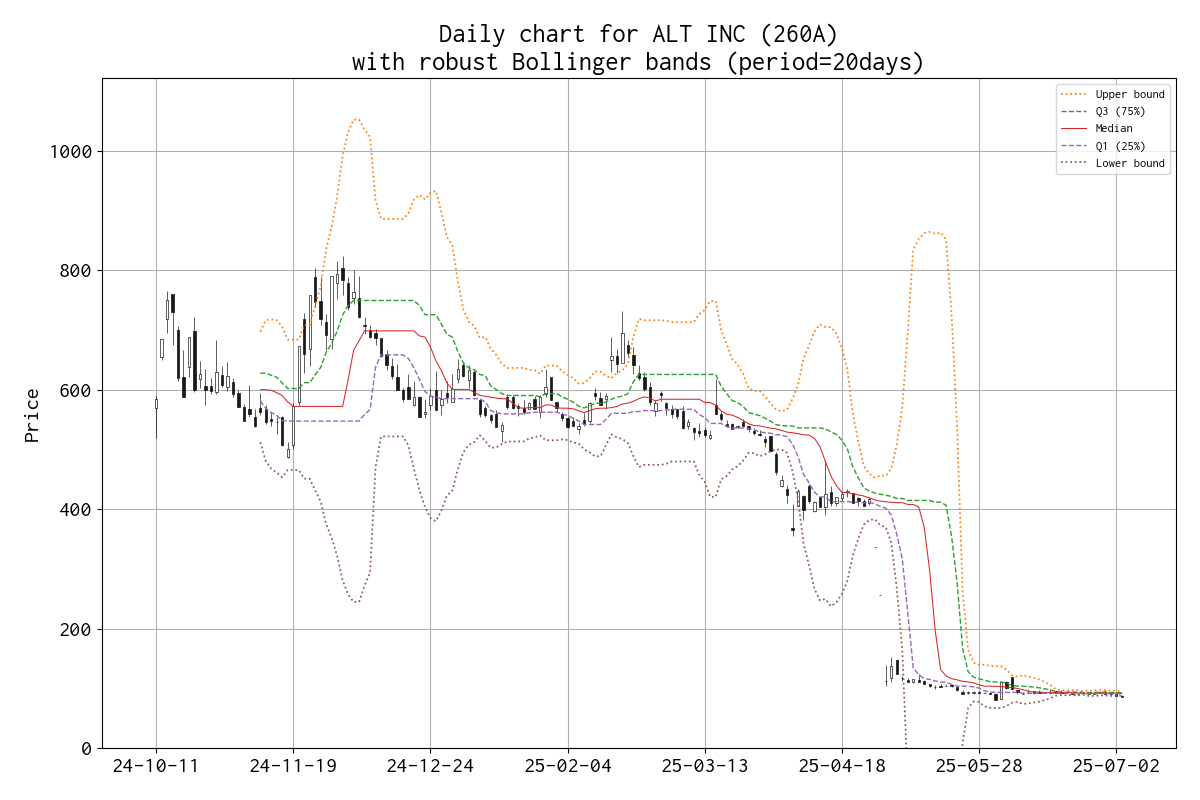 Daily chart for ALT INC (260A)
with robust Bollinger bands (period=20days)
Upper bound
Q3 (75%)
Median
Q1 (25%)
Lower bound
Price
1000
800
600
400
200
0
24-10-11
24-11-19
24-12-24
25-02-04
25-03-13
25-04-18
25-05-28
25-07-02